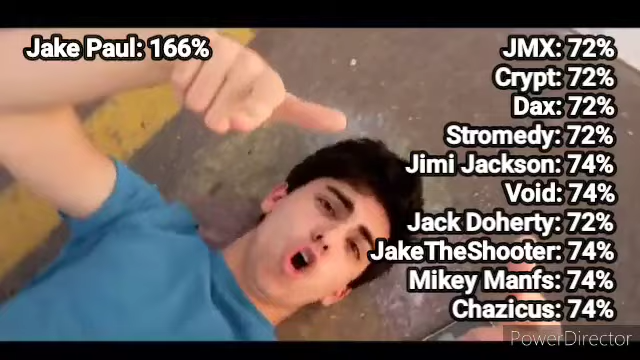 Jake Paul: 166%
JMX: 72%
Crypt: 72%
Dax: 72%
Stromedy: 72%
Jimi Jackson: 74%
Void: 74%
Jack Doherty: 72%
JakeTheShooter: 74%
Mikey Manfs: 74%
Chazicus: 74%
PowerDirector